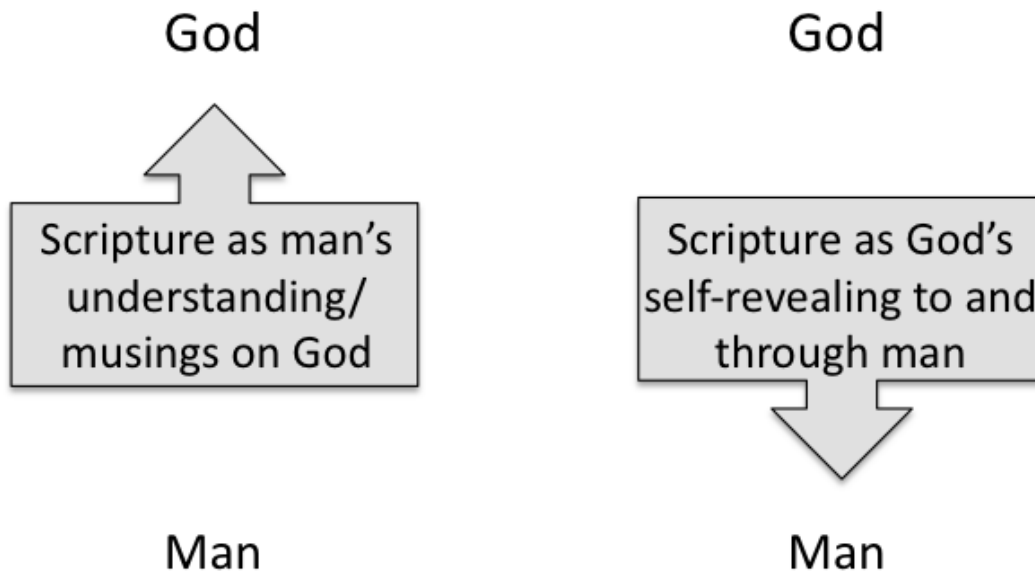 God
Scripture as man’s
understanding/
musings on God
Man
God
Scripture as God’s
self-revealing to and
through man
Man